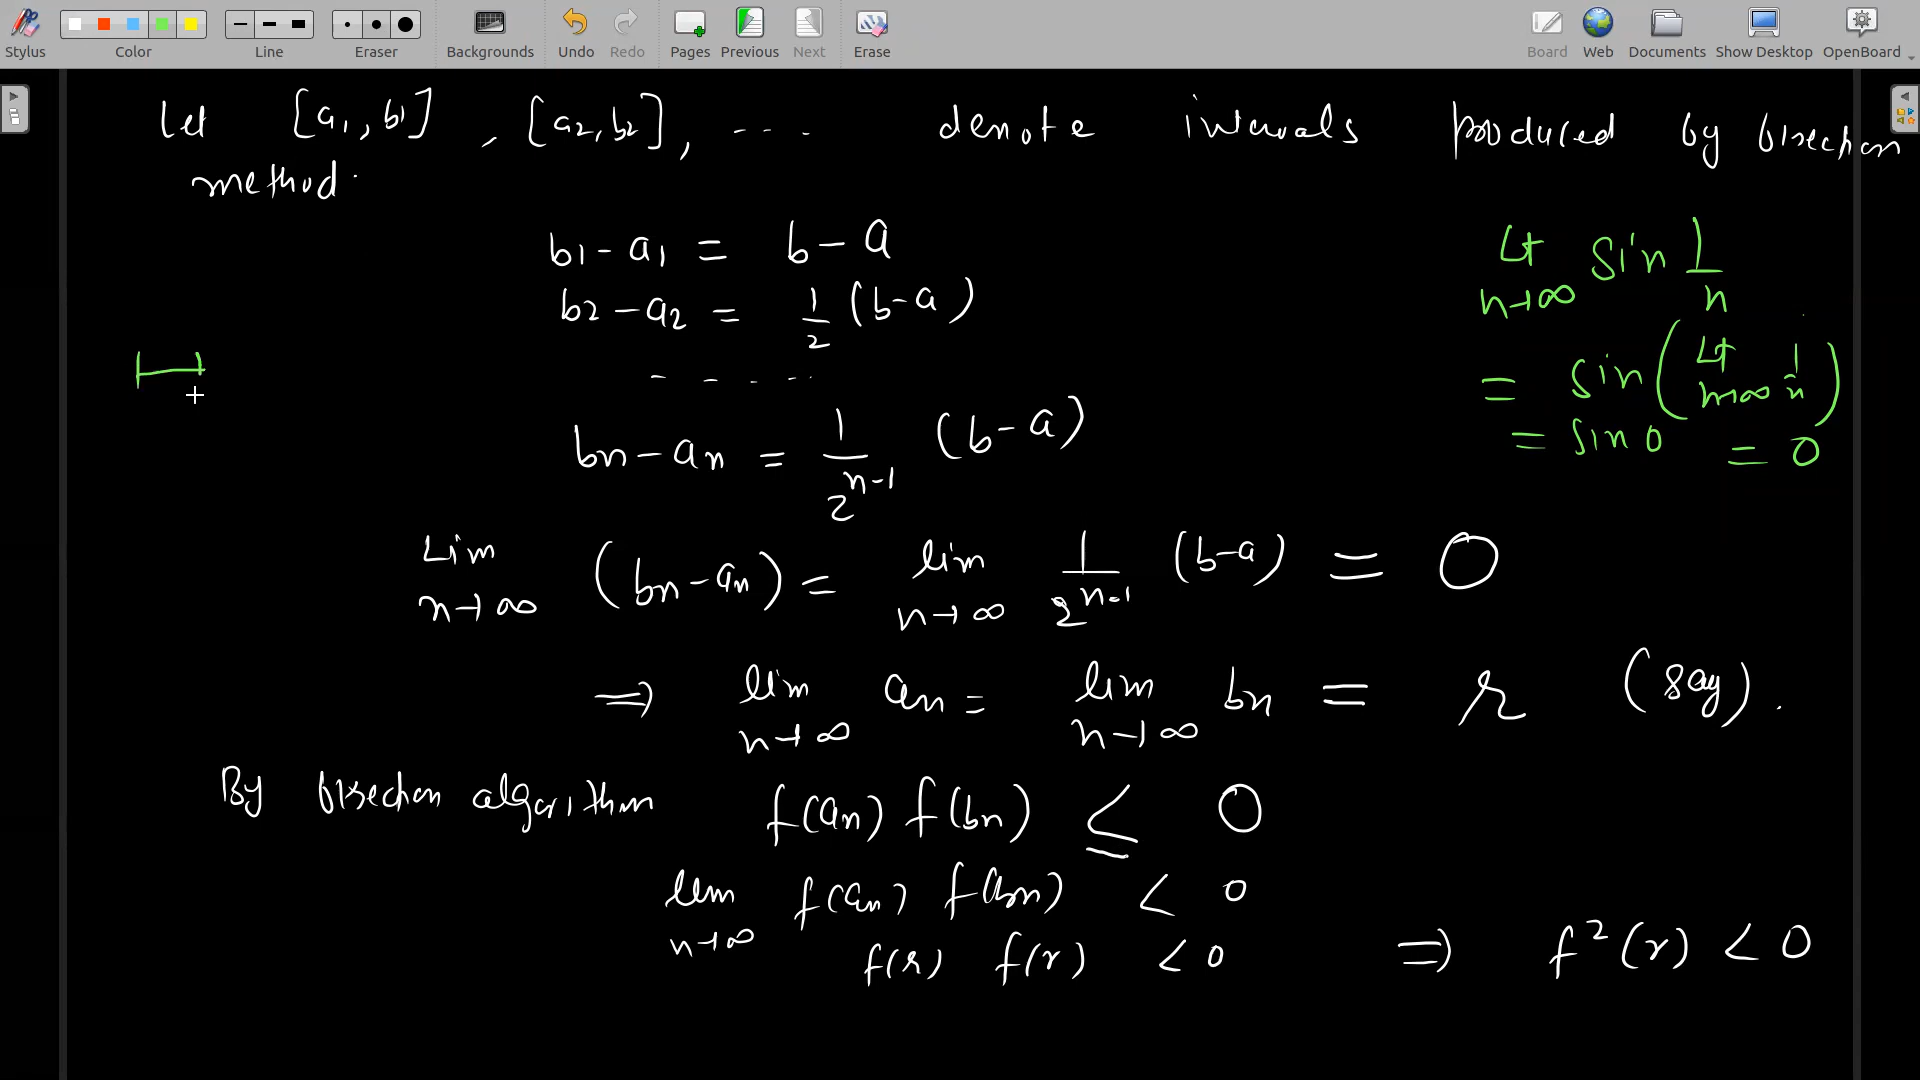 Stylus Color Line Eraser Backgrounds Undo Redo Pages Previous Next Erase Board Web Documents Show Desktop OpenBoard
Let [a1, b1], [a2, b2], ---. denote intervals produced by bisection
method.
b1 - a1 = b - a
b2 - a2 = 1/2 (b-a)
- - - - -
bn - an = 1/2^(n-1) (b-a)
Lt n→∞ sin 1/n
= sin (Lt n→∞ 1/n)
= sin 0 = 0
Lim n→∞ (bn - an) = lim n→∞ 1/2^(n-1) (b-a) = 0
⇒ lim n→∞ an = lim n→∞ bn = r (say).
By bisection algorithm f(an) f(bn) ≤ 0
lim n→∞ f(an) f(bn) < 0
f(r) f(r) < 0 ⇒ f²(r) < 0